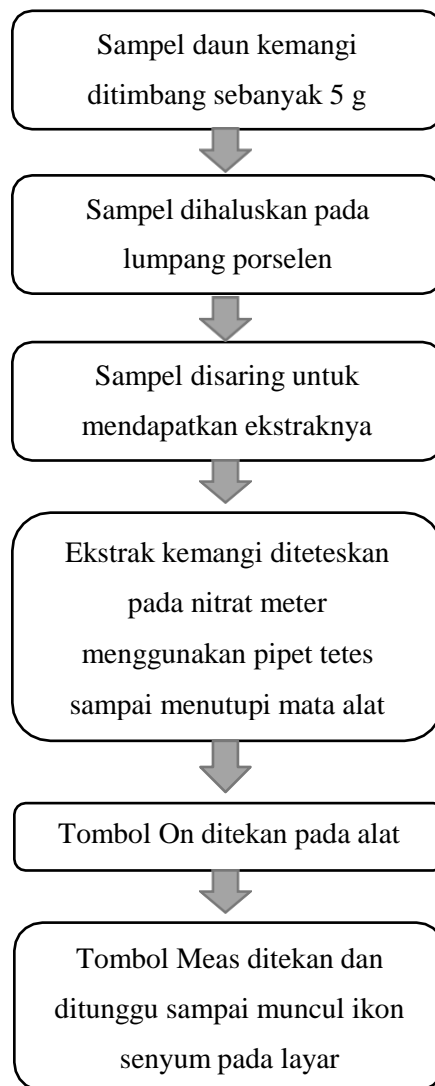 Sampel daun kemangi
ditimbang sebanyak 5 g
Sampel dihaluskan pada
lumpang porselen
Sampel disaring untuk
mendapatkan ekstraknya
Ekstrak kemangi diteteskan
pada nitrat meter
menggunakan pipet tetes
sampai menutupi mata alat
Tombol On ditekan pada alat
Tombol Meas ditekan dan
ditunggu sampai muncul ikon
senyum pada layar